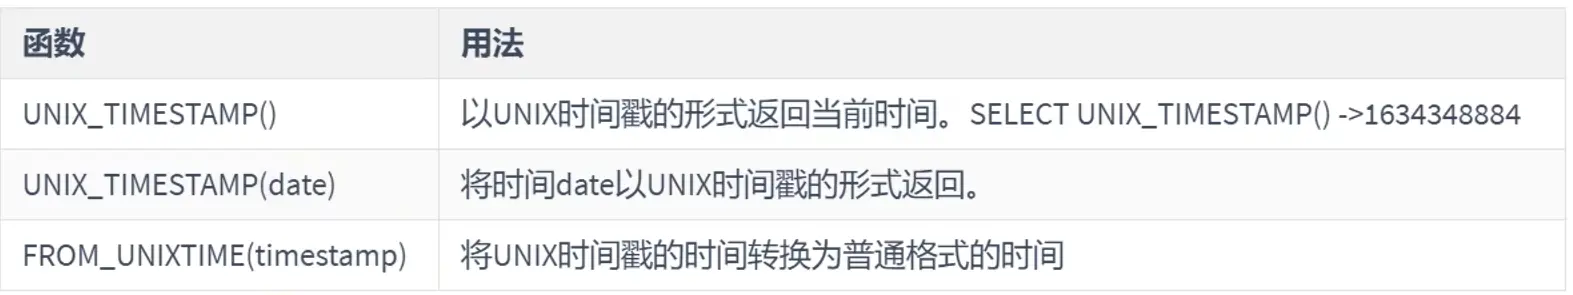 函数 用法
UNIX_TIMESTAMP() 以UNIX时间戳的形式返回当前时间。SELECT UNIX_TIMESTAMP() ->1634348884
UNIX_TIMESTAMP(date) 将时间date以UNIX时间戳的形式返回。
FROM_UNIXTIME(timestamp) 将UNIX时间戳的时间转换为普通格式的时间